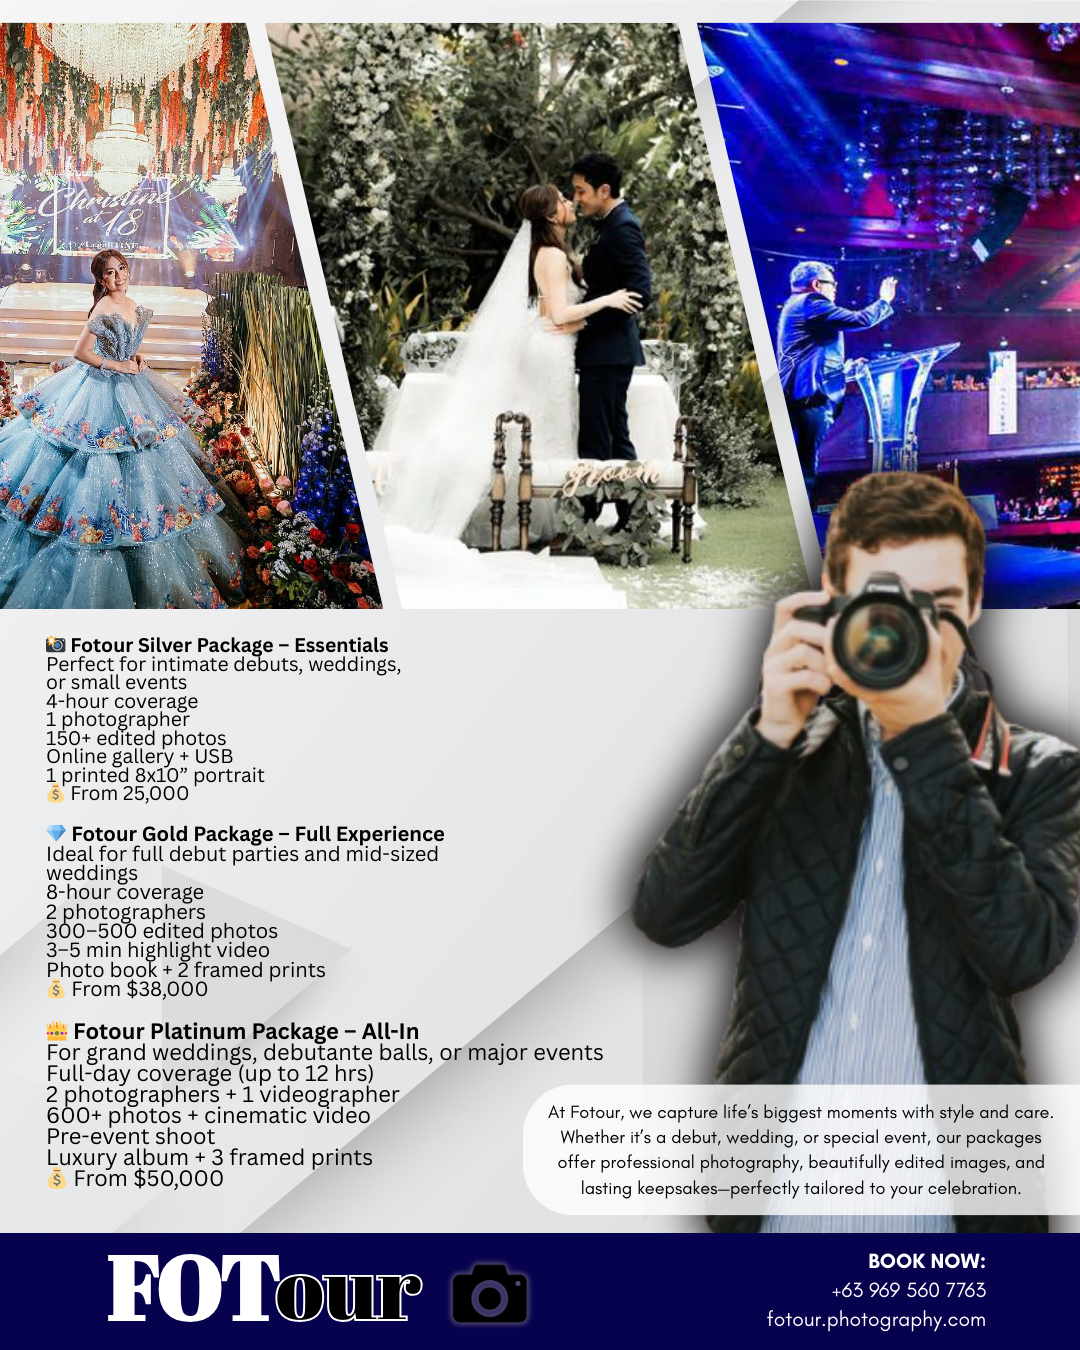 Christine
at 18
groom
📸 Fotour Silver Package – Essentials
Perfect for intimate debuts, weddings,
or small events
4-hour coverage
1 photographer
150+ edited photos
Online gallery + USB
1 printed 8x10” portrait
💰 From 25,000
💎 Fotour Gold Package – Full Experience
Ideal for full debut parties and mid-sized
weddings
8-hour coverage
2 photographers
300–500 edited photos
3–5 min highlight video
Photo book + 2 framed prints
💰 From $38,000
👑 Fotour Platinum Package – All-In
For grand weddings, debutante balls, or major events
Full-day coverage (up to 12 hrs)
2 photographers + 1 videographer
600+ photos + cinematic video
Pre-event shoot
Luxury album + 3 framed prints
💰 From $50,000
At Fotour, we capture life’s biggest moments with style and care.
Whether it’s a debut, wedding, or special event, our packages
offer professional photography, beautifully edited images, and
lasting keepsakes—perfectly tailored to your celebration.
FOTour
BOOK NOW:
+63 969 560 7763
fotour.photography.com